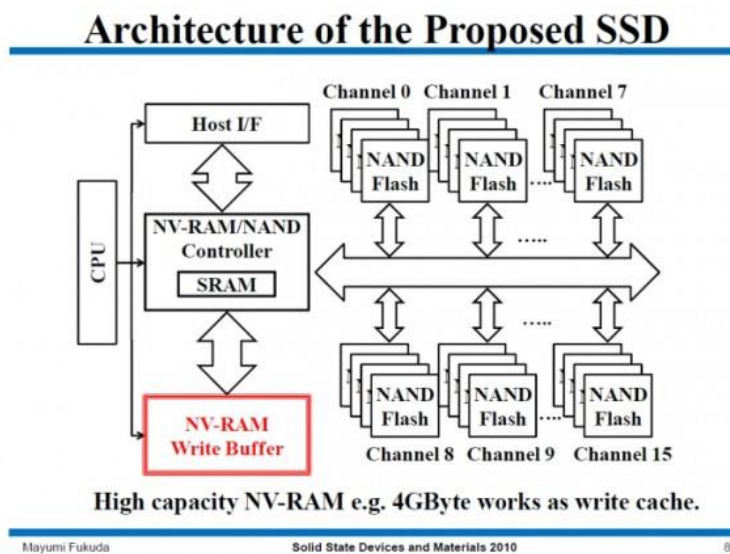 Architecture of the Proposed SSD
Channel 0 Channel 1 Channel 7
Host I/F
NAND
Flash
NAND
Flash
.....
NAND
Flash
CPU
NV-RAM/NAND
Controller
SRAM
.....
.....
NV-RAM
Write Buffer
NAND
Flash
NAND
Flash
....
NAND
Flash
Channel 8 Channel 9 Channel 15
High capacity NV-RAM e.g. 4GByte works as write cache.
Mayumi Fukuda Solid State Devices and Materials 2010 8